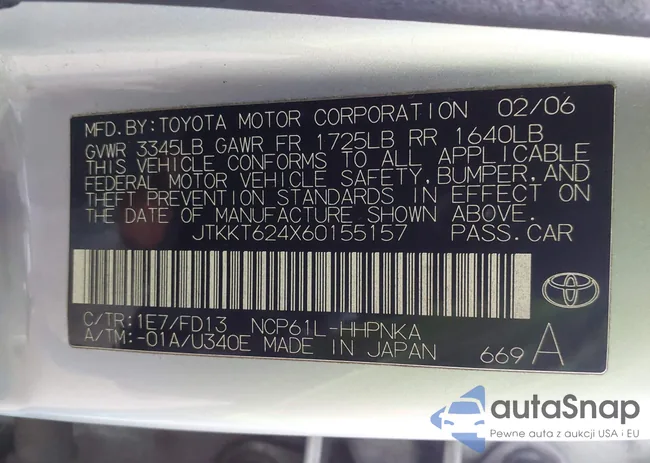 MFD.BY:TOYOTA MOTOR CORPORATION 02/06
GVWR 3345LB GAWR FR 1725LB RR 1640LB
THIS VEHICLE CONFORMS TO ALL APPLICABLE
FEDERAL MOTOR VEHICLE SAFETY,BUMPER,AND
THEFT PREVENTION STANDARDS IN EFFECT ON
THE DATE OF MANUFACTURE SHOWN ABOVE.
JTKKT624X60155157 PASS.CAR
C/TR:1E7/FD13 NCP61L-HHPNKA
A/TM:-01A/U340E MADE IN JAPAN 669 A
autaSnap
Pewne auta z aukcji USA i EU